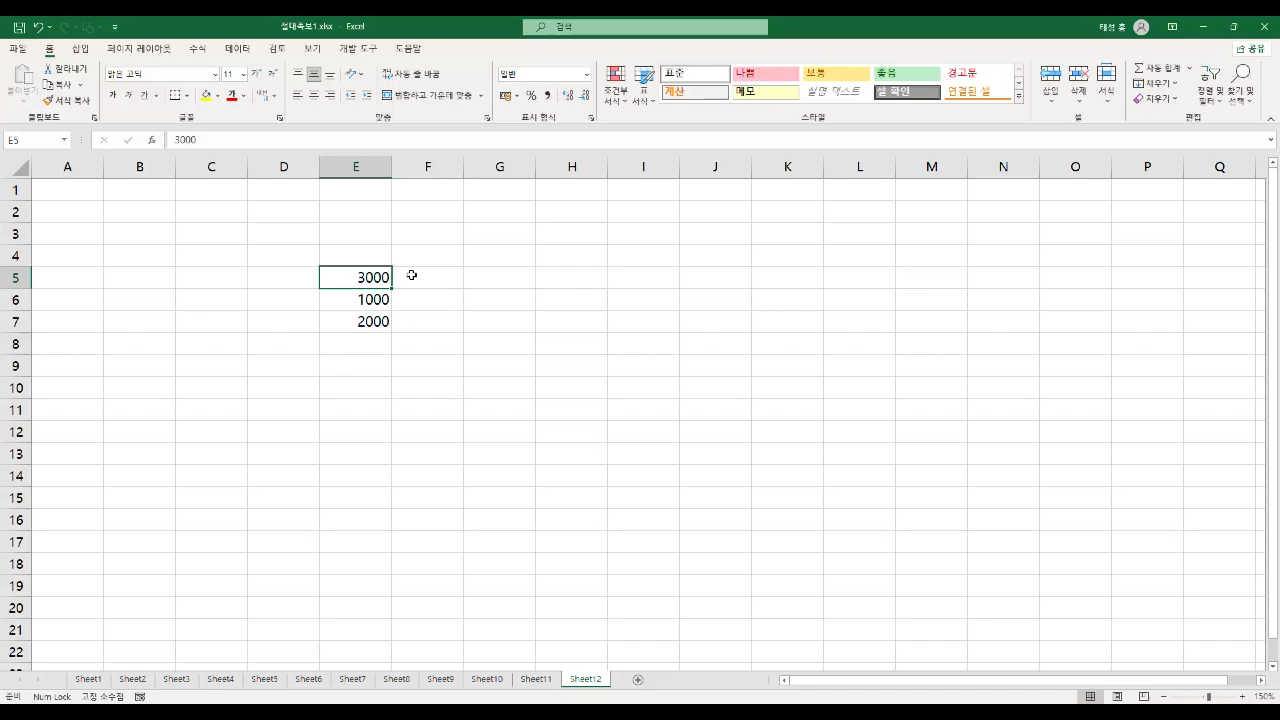 절대축보1.xlsx - Excel
검색
태성 홍
파일 홈 삽입 페이지 레이아웃 수식 데이터 검토 보기 개발 도구 도움말
공유
잘라내기
복사
서식 복사
붙여넣기
클립보드
맑은 고딕 11
가 가 가
글꼴
자동 줄 바꿈
병합하고 가운데 맞춤
맞춤
일반
표시 형식
조건부 서식
표 서식
표준 나쁨 보통 좋음 경고문
계산 메모 설명 텍스트 셀 확인 연결된 셀
스타일
삽입 삭제 서식
셀
자동 합계
채우기
지우기
정렬 및 필터
찾기 및 선택
편집
E5 fx 3000
A B C D E F G H I J K L M N O P Q
1
2
3
4
5 3000
6 1000
7 2000
8
9
10
11
12
13
14
15
16
17
18
19
20
21
22
Sheet1 Sheet2 Sheet3 Sheet4 Sheet5 Sheet6 Sheet7 Sheet8 Sheet9 Sheet10 Sheet11 Sheet12
준비 Num Lock 고정 소수점
150%